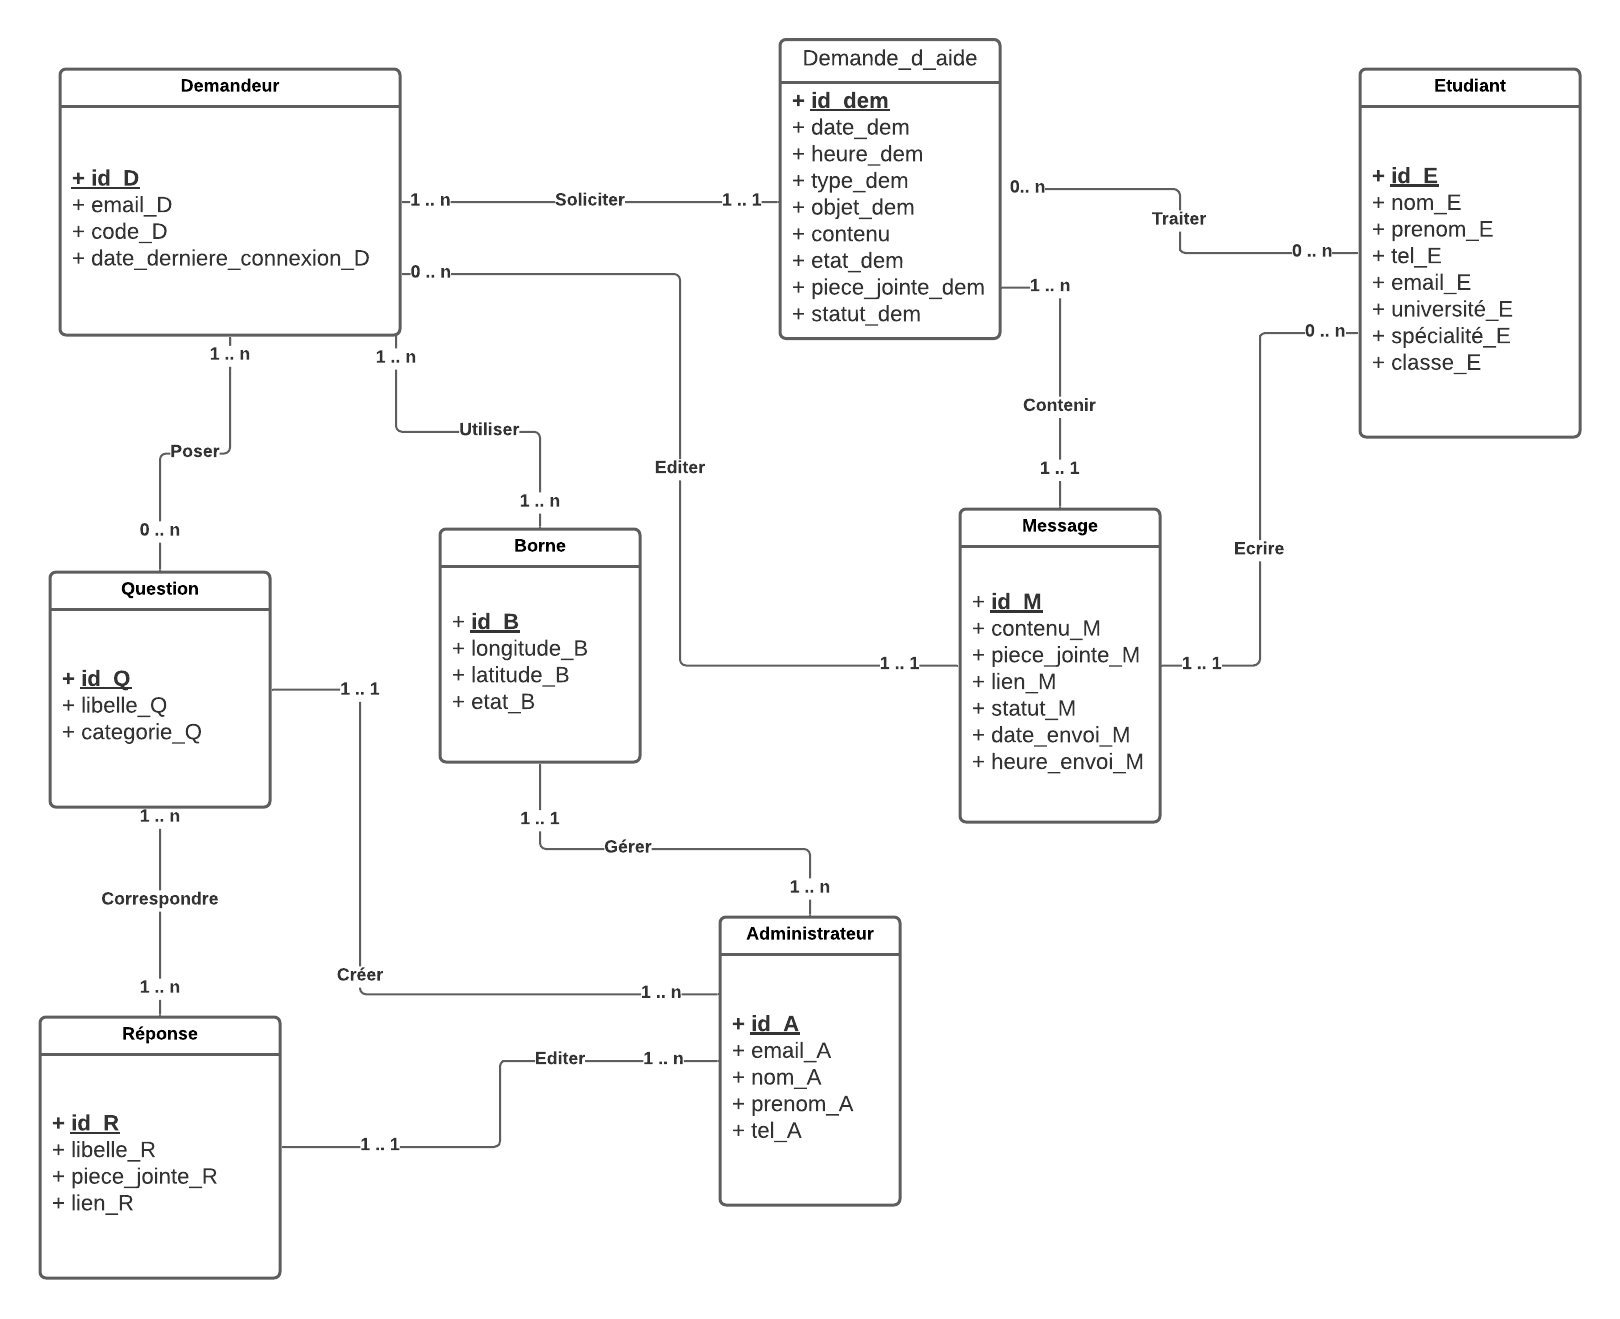 Demandeur
+ id_D
+ email_D
+ code_D
+ date_derniere_connexion_D
Demande_d_aide
+ id_dem
+ date_dem
+ heure_dem
+ type_dem
+ objet_dem
+ contenu
+ etat_dem
+ piece_jointe_dem
+ statut_dem
Etudiant
+ id_E
+ nom_E
+ prenom_E
+ tel_E
+ email_E
+ université_E
+ spécialité_E
+ classe_E
1 .. n
Soliciter
1 .. 1
0.. n
Traiter
0 .. n
0 .. n
Editer
1 .. 1
1 .. n
Contenir
1 .. 1
0 .. n
Ecrire
1 .. 1
1 .. n
Poser
0 .. n
1 .. n
Utiliser
1 .. n
Question
+ id_Q
+ libelle_Q
+ categorie_Q
Borne
+ id_B
+ longitude_B
+ latitude_B
+ etat_B
Message
+ id_M
+ contenu_M
+ piece_jointe_M
+ lien_M
+ statut_M
+ date_envoi_M
+ heure_envoi_M
1 .. 1
Créer
1 .. n
1 .. 1
Gérer
1 .. n
1 .. n
Correspondre
1 .. n
Réponse
+ id_R
+ libelle_R
+ piece_jointe_R
+ lien_R
1 .. 1
Editer
1 .. n
Administrateur
+ id_A
+ email_A
+ nom_A
+ prenom_A
+ tel_A